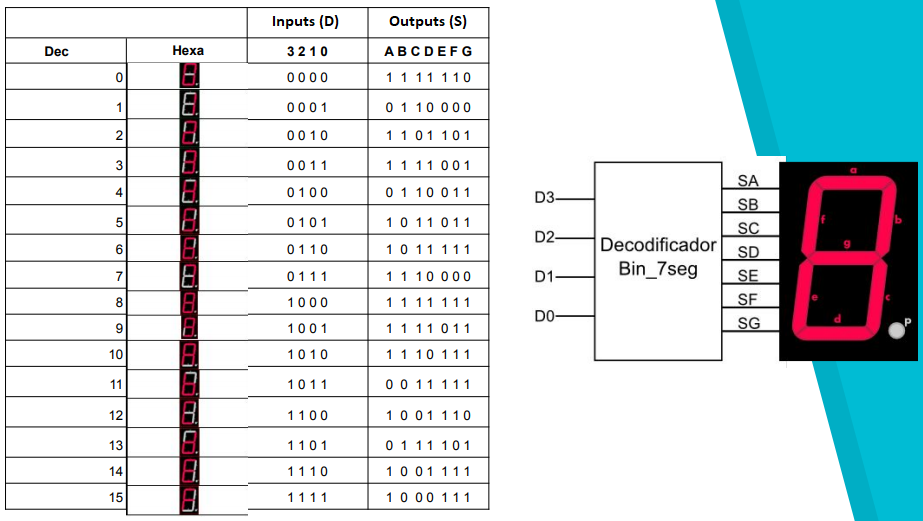 Inputs (D) Outputs (S)
Dec Hexa 3 2 1 0 A B C D E F G
0 0 0 0 0 1 1 1 1 1 1 0
1 0 0 0 1 0 1 1 0 0 0 0
2 0 0 1 0 1 1 0 1 1 0 1
3 0 0 1 1 1 1 1 1 0 0 1
4 0 1 0 0 0 1 1 0 0 1 1
5 0 1 0 1 1 0 1 1 0 1 1
6 0 1 1 0 1 0 1 1 1 1 1
7 0 1 1 1 1 1 1 0 0 0 0
8 1 0 0 0 1 1 1 1 1 1 1
9 1 0 0 1 1 1 1 1 0 1 1
10 1 0 1 0 1 1 1 0 1 1 1
11 1 0 1 1 0 0 1 1 1 1 1
12 1 1 0 0 1 0 0 1 1 1 0
13 1 1 0 1 0 1 1 1 1 0 1
14 1 1 1 0 1 0 0 1 1 1 1
15 1 1 1 1 1 0 0 0 1 1 1
D3
D2
D1
D0
Decodificador
Bin_7seg
SA
SB
SC
SD
SE
SF
SG
a
f b
g
e c
d
P